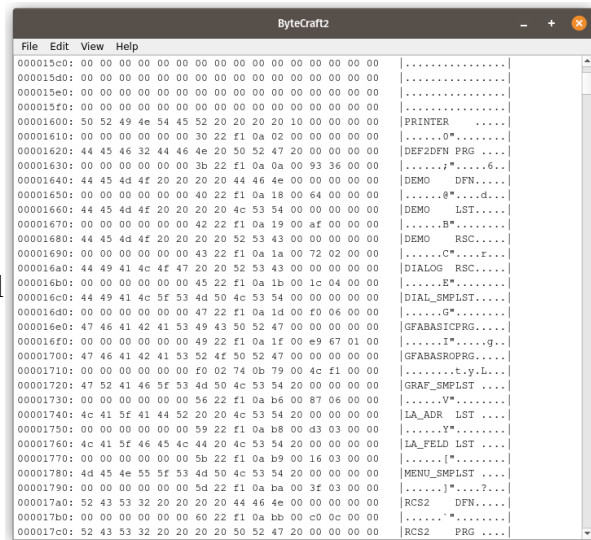 ByteCraft2
File Edit View Help
000015c0: 00 00 00 00 00 00 00 00 00 00 00 00 00 00 00 00 |................|
000015d0: 00 00 00 00 00 00 00 00 00 00 00 00 00 00 00 00 |................|
000015e0: 00 00 00 00 00 00 00 00 00 00 00 00 00 00 00 00 |................|
000015f0: 00 00 00 00 00 00 00 00 00 00 00 00 00 00 00 00 |................|
00001600: 50 52 49 4e 54 45 52 20 20 20 20 10 00 00 00 00 |PRINTER    .....|
00001610: 00 00 00 00 00 00 30 22 f1 0a 02 00 00 00 00 00 |......0"........|
00001620: 44 45 46 32 44 46 4e 20 50 52 47 20 00 00 00 00 |DEF2DFN PRG ....|
00001630: 00 00 00 00 00 00 3b 22 f1 0a 0a 00 93 36 00 00 |......;".....6..|
00001640: 44 45 4d 4f 20 20 20 20 44 46 4e 00 00 00 00 00 |DEMO    DFN.....|
00001650: 00 00 00 00 00 00 40 22 f1 0a 18 00 64 00 00 00 |......@"....d...|
00001660: 44 45 4d 4f 20 20 20 20 4c 53 54 00 00 00 00 00 |DEMO    LST.....|
00001670: 00 00 00 00 00 00 42 22 f1 0a 19 00 af 00 00 00 |......B"........|
00001680: 44 45 4d 4f 20 20 20 20 52 53 43 00 00 00 00 00 |DEMO    RSC.....|
00001690: 00 00 00 00 00 00 43 22 f1 0a 1a 00 72 02 00 00 |......C"....r...|
000016a0: 44 49 41 4c 4f 47 20 20 52 53 43 00 00 00 00 00 |DIALOG  RSC.....|
000016b0: 00 00 00 00 00 00 45 22 f1 0a 1b 00 1c 04 00 00 |......E"........|
000016c0: 44 49 41 4c 5f 53 4d 50 4c 53 54 00 00 00 00 00 |DIAL_SMPLST.....|
000016d0: 00 00 00 00 00 00 47 22 f1 0a 1d 00 f0 06 00 00 |......G"........|
000016e0: 47 46 41 42 41 53 49 43 50 52 47 00 00 00 00 00 |GFABASICPRG.....|
000016f0: 00 00 00 00 00 00 49 22 f1 0a 1f 00 e9 67 01 00 |......I".....g..|
00001700: 47 46 41 42 41 53 52 4f 50 52 47 00 00 00 00 00 |GFABASROPRG.....|
00001710: 00 00 00 00 00 00 f0 02 74 0b 79 00 4c f1 00 00 |........t.y.L...|
00001720: 47 52 41 46 5f 53 4d 50 4c 53 54 20 00 00 00 00 |GRAF_SMPLST ....|
00001730: 00 00 00 00 00 00 56 22 f1 0a b6 00 87 06 00 00 |......V"........|
00001740: 4c 41 5f 41 44 52 20 20 4c 53 54 20 00 00 00 00 |LA_ADR  LST ....|
00001750: 00 00 00 00 00 00 59 22 f1 0a b8 00 d3 03 00 00 |......Y"........|
00001760: 4c 41 5f 46 45 4c 44 20 4c 53 54 20 00 00 00 00 |LA_FELD LST ....|
00001770: 00 00 00 00 00 00 5b 22 f1 0a b9 00 16 03 00 00 |......["........|
00001780: 4d 45 4e 55 5f 53 4d 50 4c 53 54 20 00 00 00 00 |MENU_SMPLST ....|
00001790: 00 00 00 00 00 00 5d 22 f1 0a ba 00 3f 03 00 00 |......]"....?...|
000017a0: 52 43 53 32 20 20 20 20 44 46 4e 00 00 00 00 00 |RCS2    DFN.....|
000017b0: 00 00 00 00 00 00 60 22 f1 0a bb 00 c0 0c 00 00 |......`"........|
000017c0: 52 43 53 32 20 20 20 20 50 52 47 20 00 00 00 00 |RCS2    PRG ....|